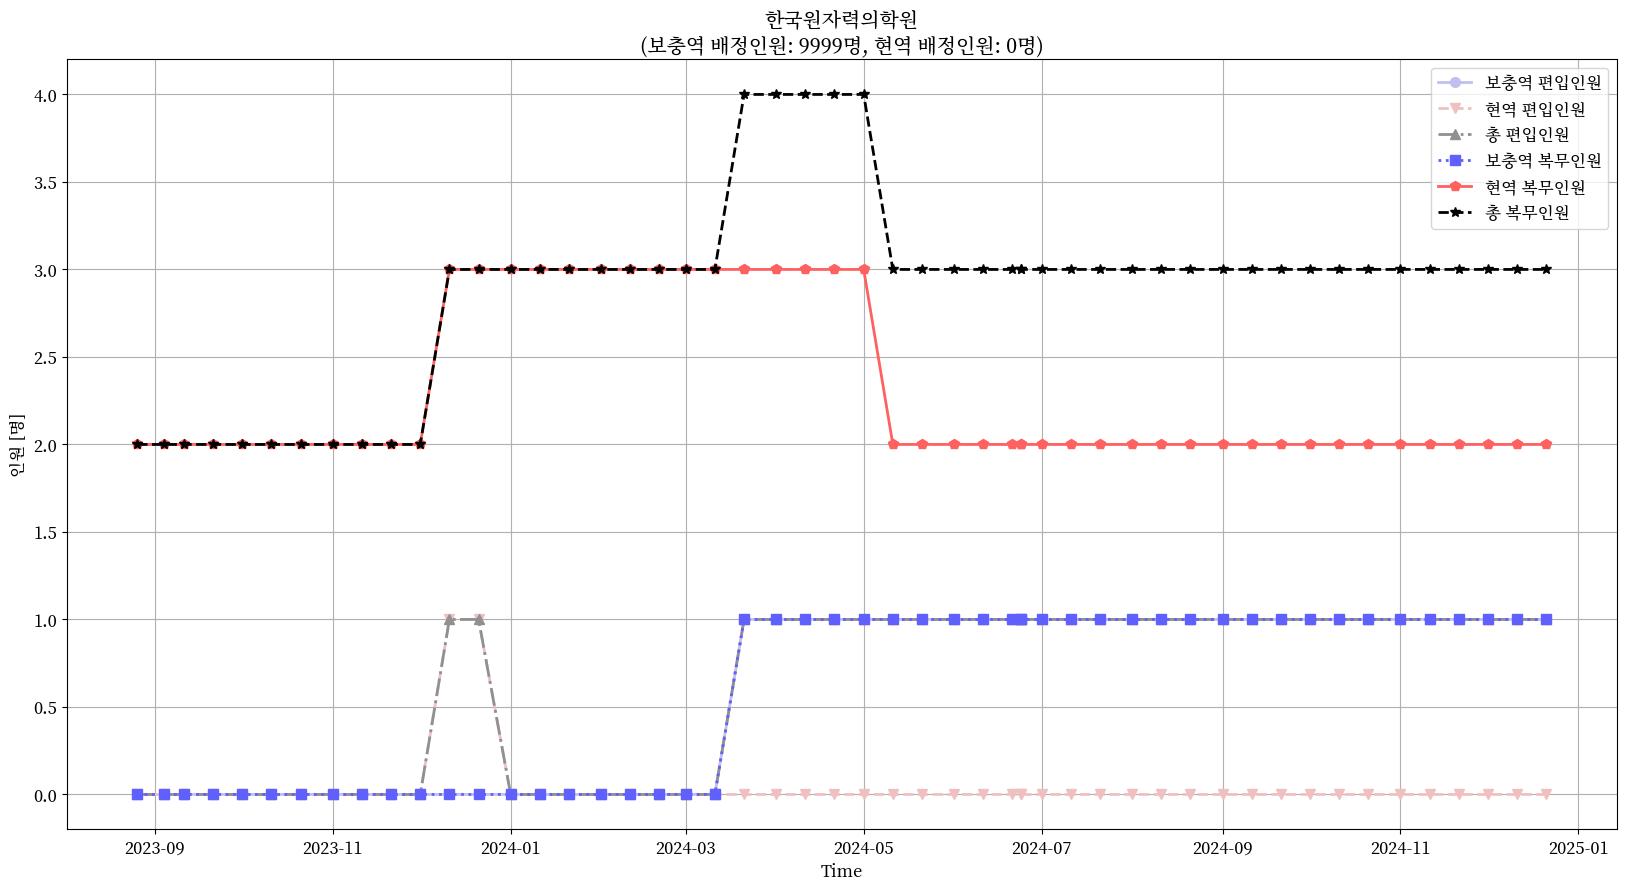 한국원자력의학원
(보충역 배정인원: 9999명, 현역 배정인원: 0명)
보충역 편입인원
현역 편입인원
총 편입인원
보충역 복무인원
현역 복무인원
총 복무인원
인원 [명]
4.0
3.5
3.0
2.5
2.0
1.5
1.0
0.5
0.0
2023-09 2023-11 2024-01 2024-03 2024-05 2024-07 2024-09 2024-11 2025-01
Time